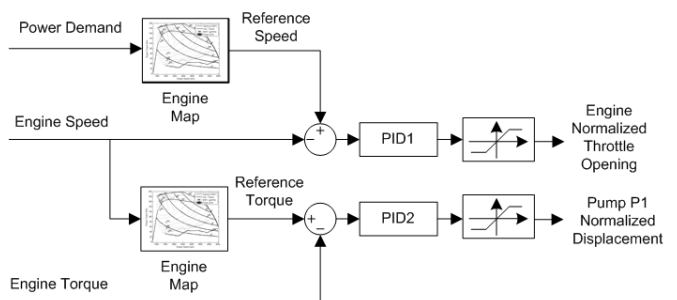 Power Demand
Reference
Speed
Engine
Map
Engine Speed
+
−
PID1
Engine
Normalized
Throttle
Opening
Reference
Torque
+
−
PID2
Pump P1
Normalized
Displacement
Engine
Map
Engine Torque